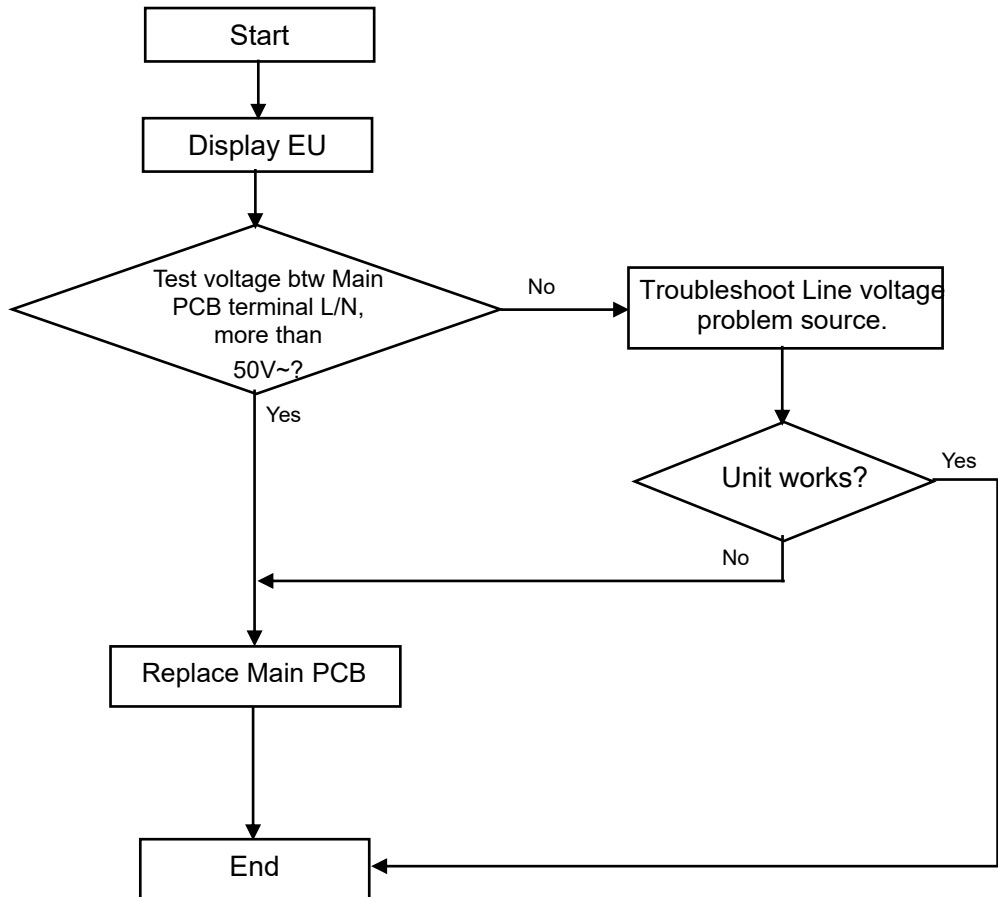 Start
Display EU
Test voltage btw Main
PCB terminal L/N,
more than
50V~?
No
Troubleshoot Line voltage
problem source.
Yes
Unit works?
Yes
No
Replace Main PCB
End